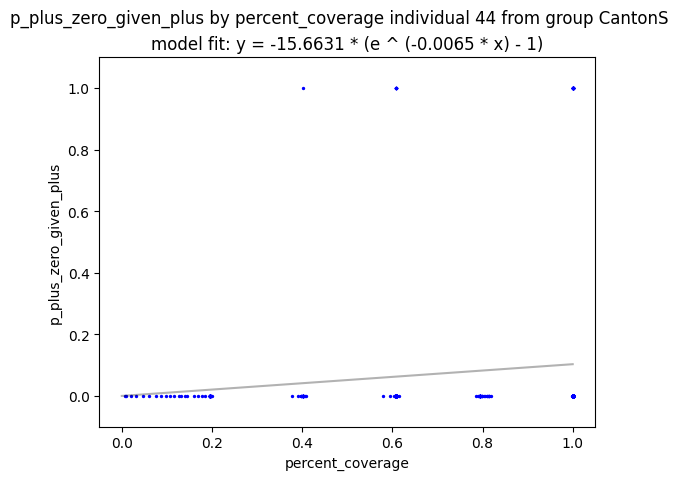 p_plus_zero_given_plus by percent_coverage individual 44 from group CantonS
model fit: y = -15.6631 * (e ^ (-0.0065 * x) - 1)
1.0
0.8
0.6
0.4
0.2
0.0
p_plus_zero_given_plus
0.0 0.2 0.4 0.6 0.8 1.0
percent_coverage